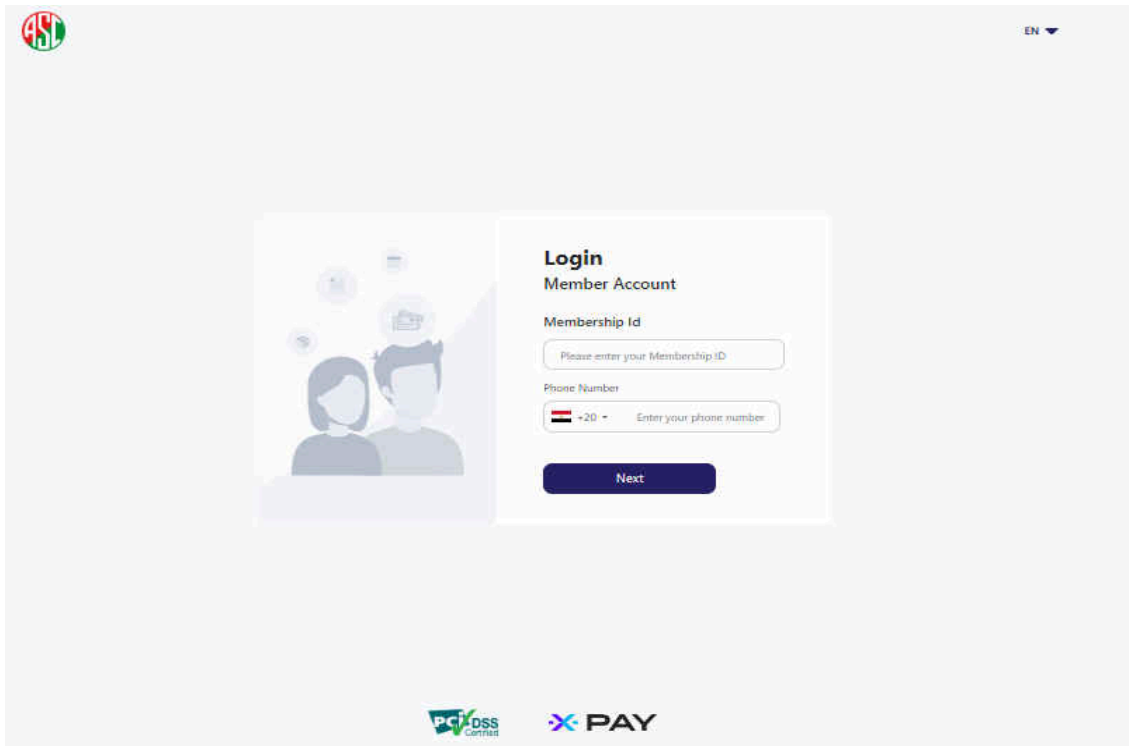 ASC
EN
Login
Member Account
Membership Id
Please enter your Membership ID
Phone Number
+20
Enter your phone number
Next
PCI DSS
Certified
X PAY